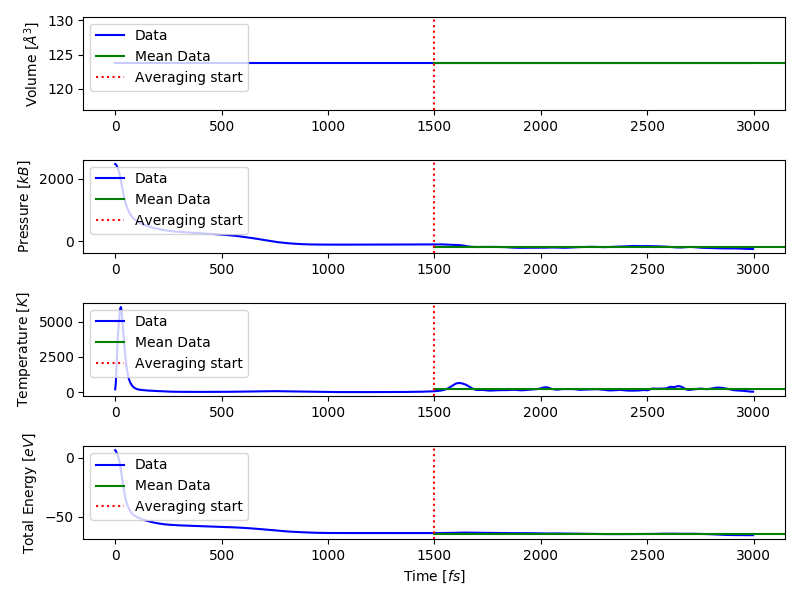 Volume [Å³]
130
125
120
Data
Mean Data
Averaging start
0 500 1000 1500 2000 2500 3000
Pressure [kB]
2000
0
Data
Mean Data
Averaging start
0 500 1000 1500 2000 2500 3000
Temperature [K]
5000
2500
0
Data
Mean Data
Averaging start
0 500 1000 1500 2000 2500 3000
Total Energy [eV]
0
−50
Data
Mean Data
Averaging start
0 500 1000 1500 2000 2500 3000
Time [fs]